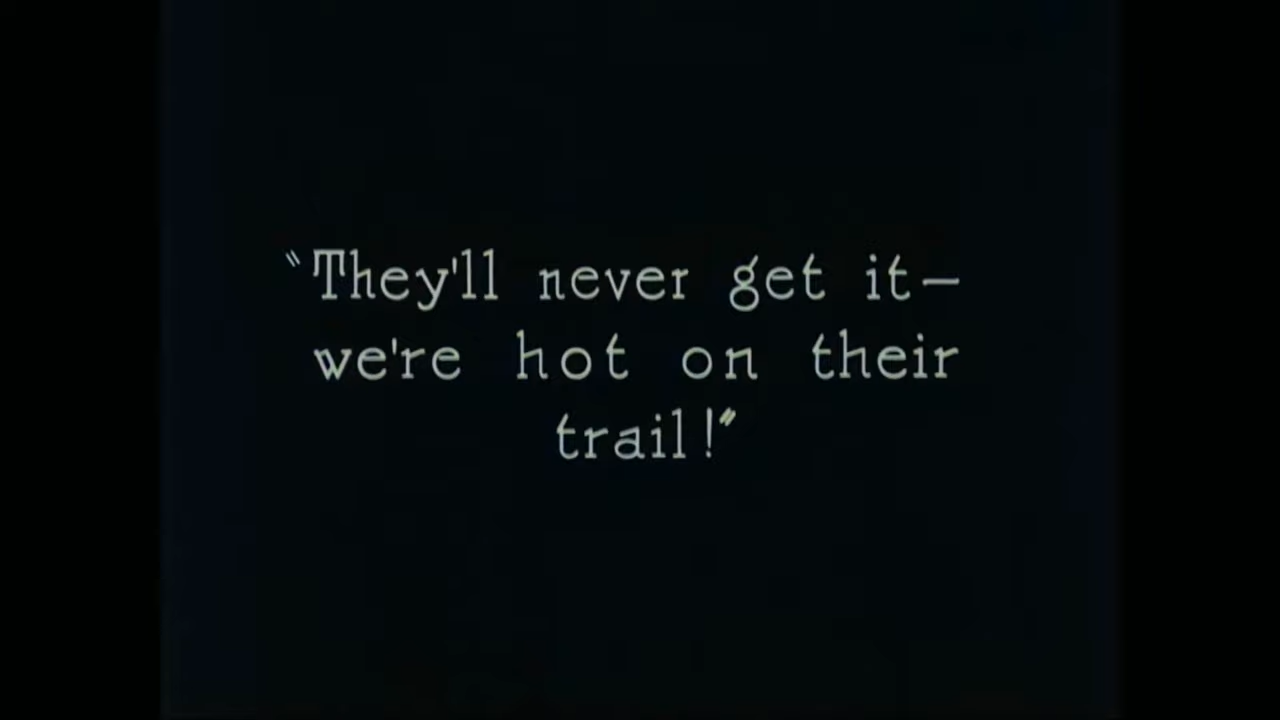 "They'll never get it—
we're hot on their
trail!"